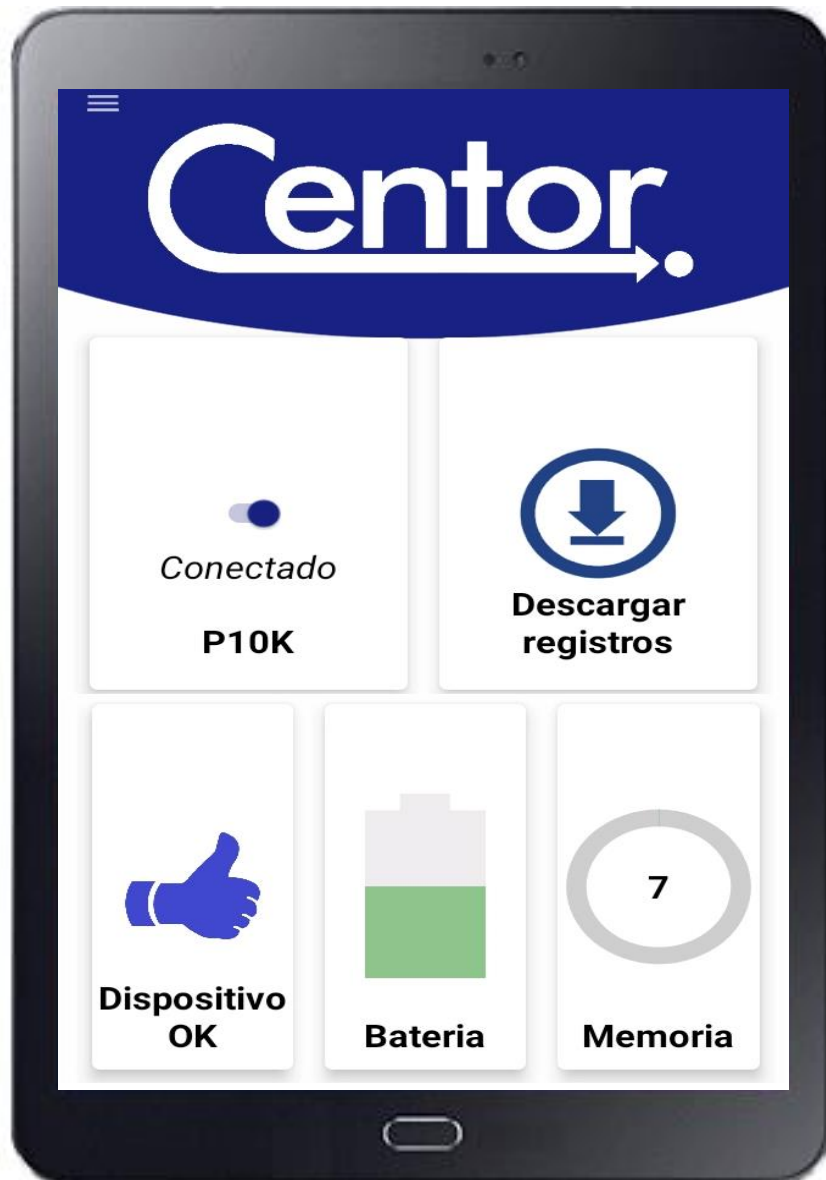 Centor
Conectado
P10K
Descargar
registros
7
Dispositivo
OK
Bateria
Memoria